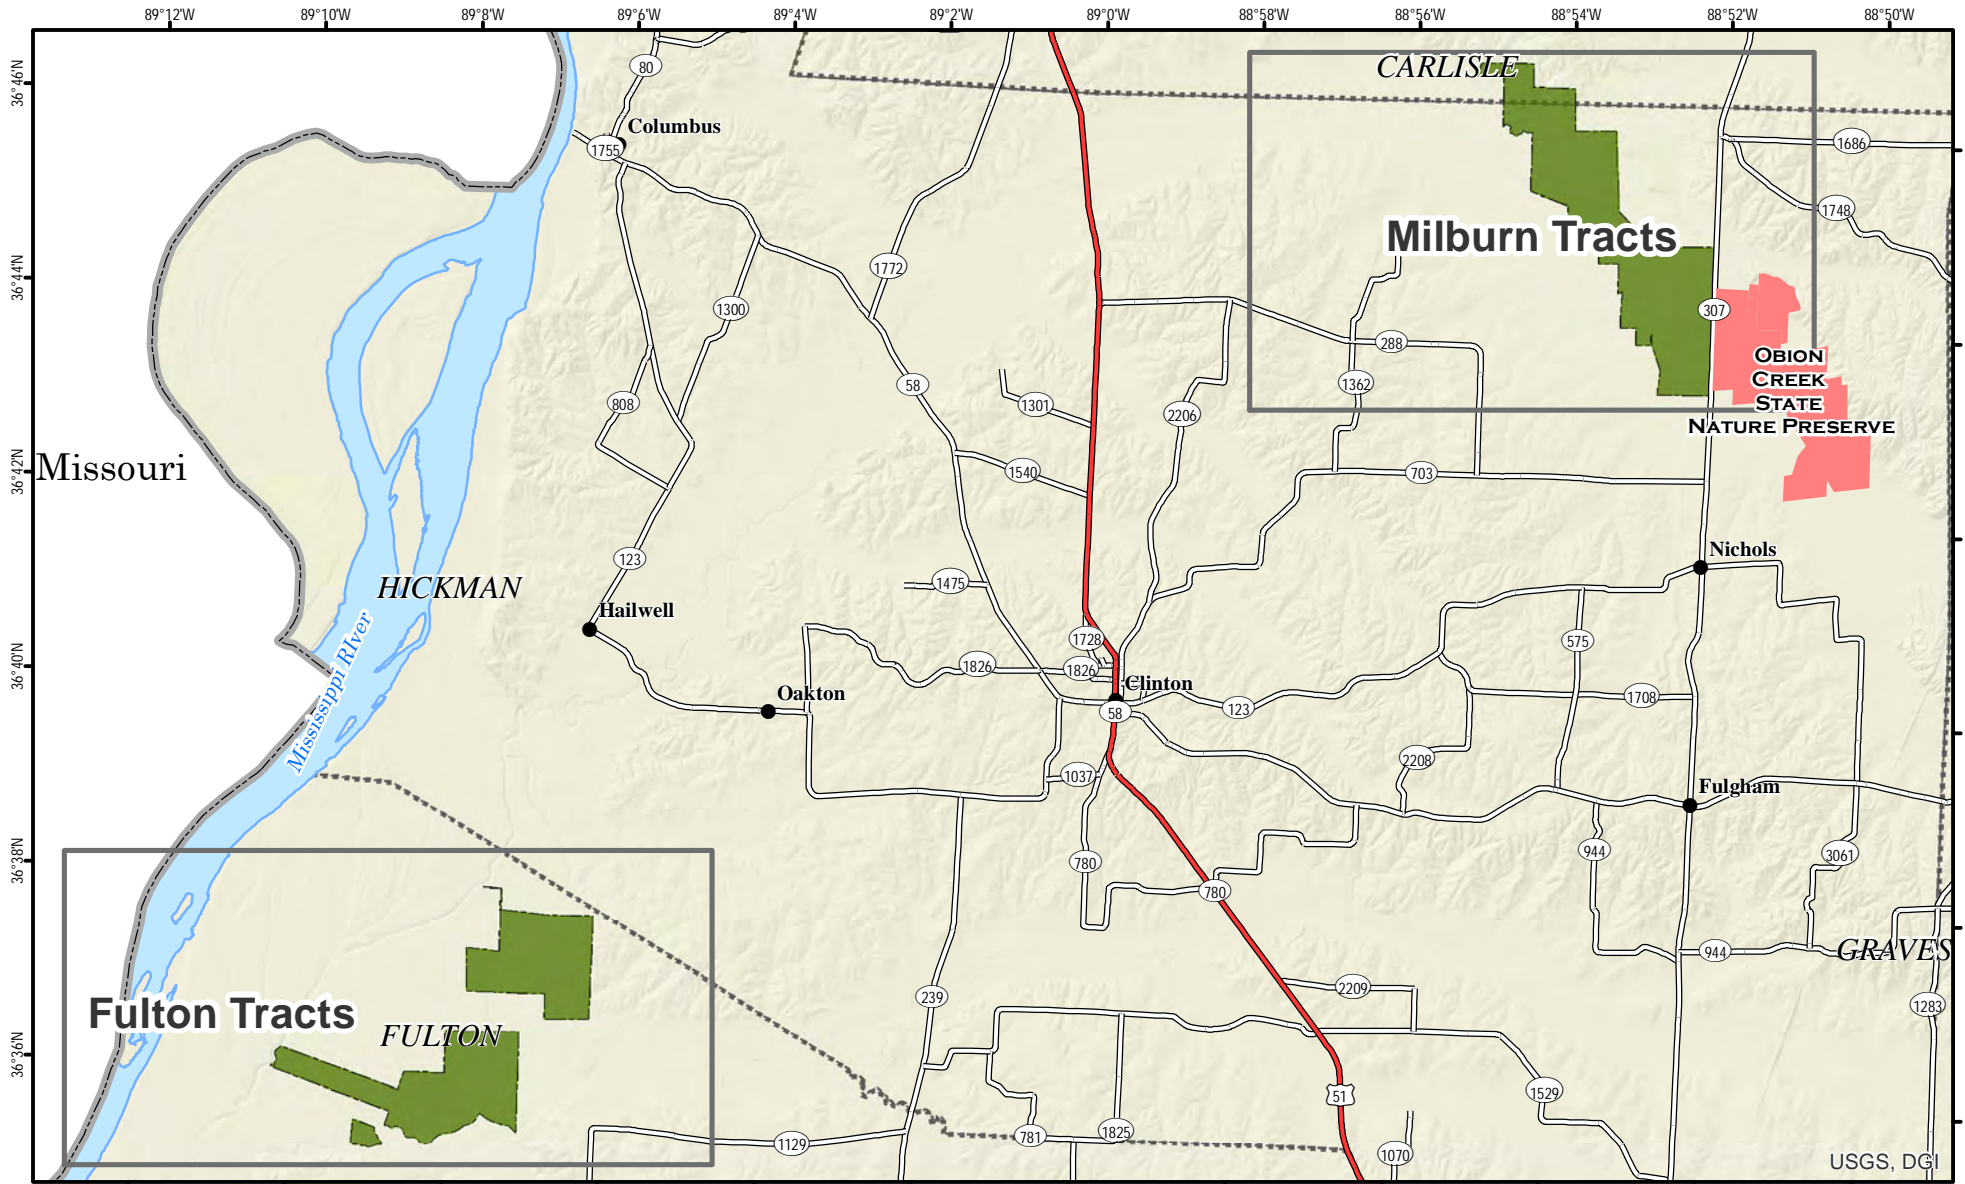 89°12'W
89°10'W
89°8'W
89°6'W
89°4'W
89°2'W
89°0'W
88°58'W
88°56'W
88°54'W
88°52'W
88°50'W
36°46'N
36°44'N
36°42'N
36°40'N
36°38'N
36°36'N
CARLISLE
80
Columbus
1755
1686
1748
Milburn Tracts
1772
1300
307
288
OBION
CREEK
STATE
NATURE PRESERVE
58
1362
808
1301
2206
Missouri
1540
703
123
Nichols
HICKMAN
1475
Hailwell
Mississippi RIver
1728
575
1826
1826
Clinton
Oakton
123
1708
58
2208
1037
Fulgham
780
944
3061
780
944
GRAVES
2209
239
1283
Fulton Tracts
FULTON
51
1529
781
1825
1129
1070
USGS, DGI